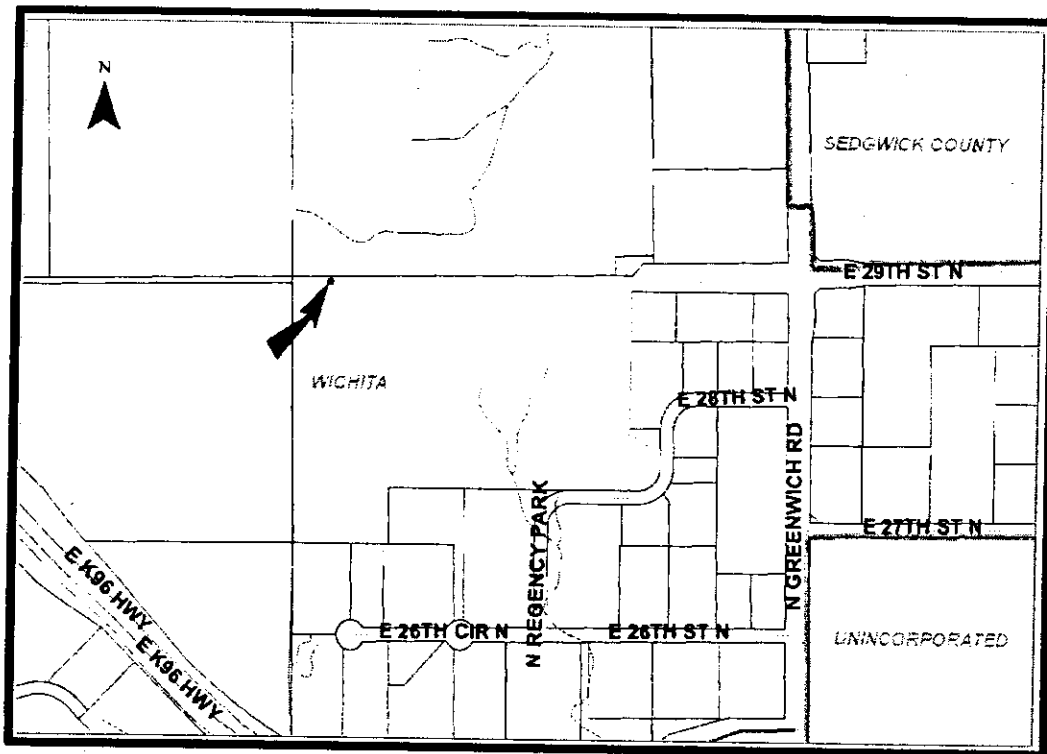 N
SEDGWICK COUNTY
E 29TH ST N
WICHITA
E 28TH ST N
N GREENWICH RD
N REGENCY PARK
E 27TH ST N
E K96 HWY
E K96 HWY
E 26TH CIR N
E 26TH ST N
UNINCORPORATED